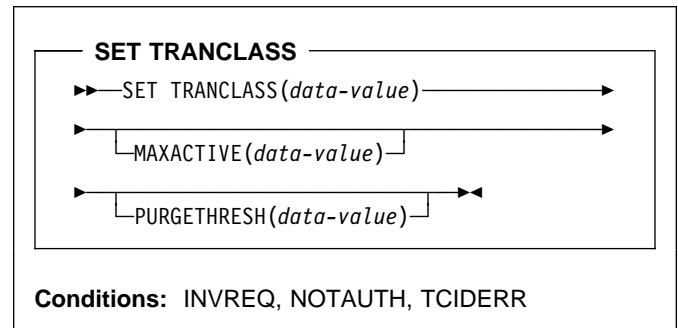 SET TRANCLASS
SET TRANCLASS(data-value)
MAXACTIVE(data-value)
PURGETHRESH(data-value)
Conditions: INVREQ, NOTAUTH, TCIDERR